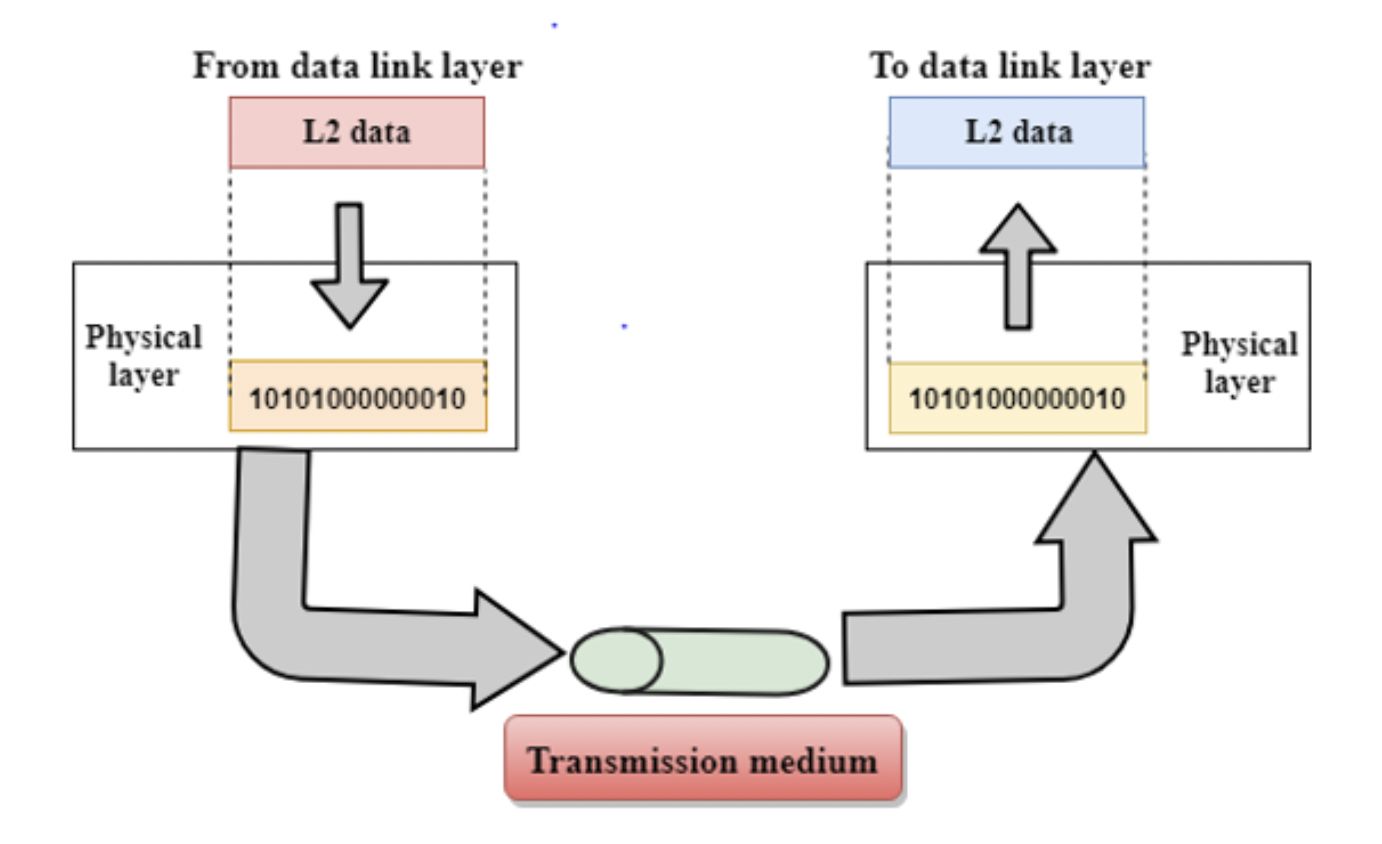 From data link layer
To data link layer
L2 data
L2 data
Physical
layer
10101000000010
10101000000010
Physical
layer
Transmission medium